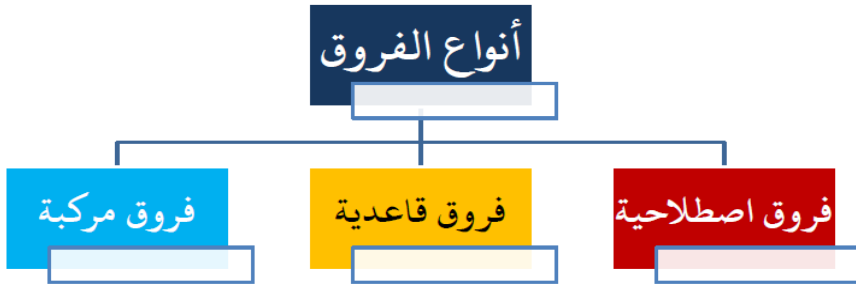 أنواع الفروق
فروق اصطلاحية
فروق قاعدية
فروق مركبة